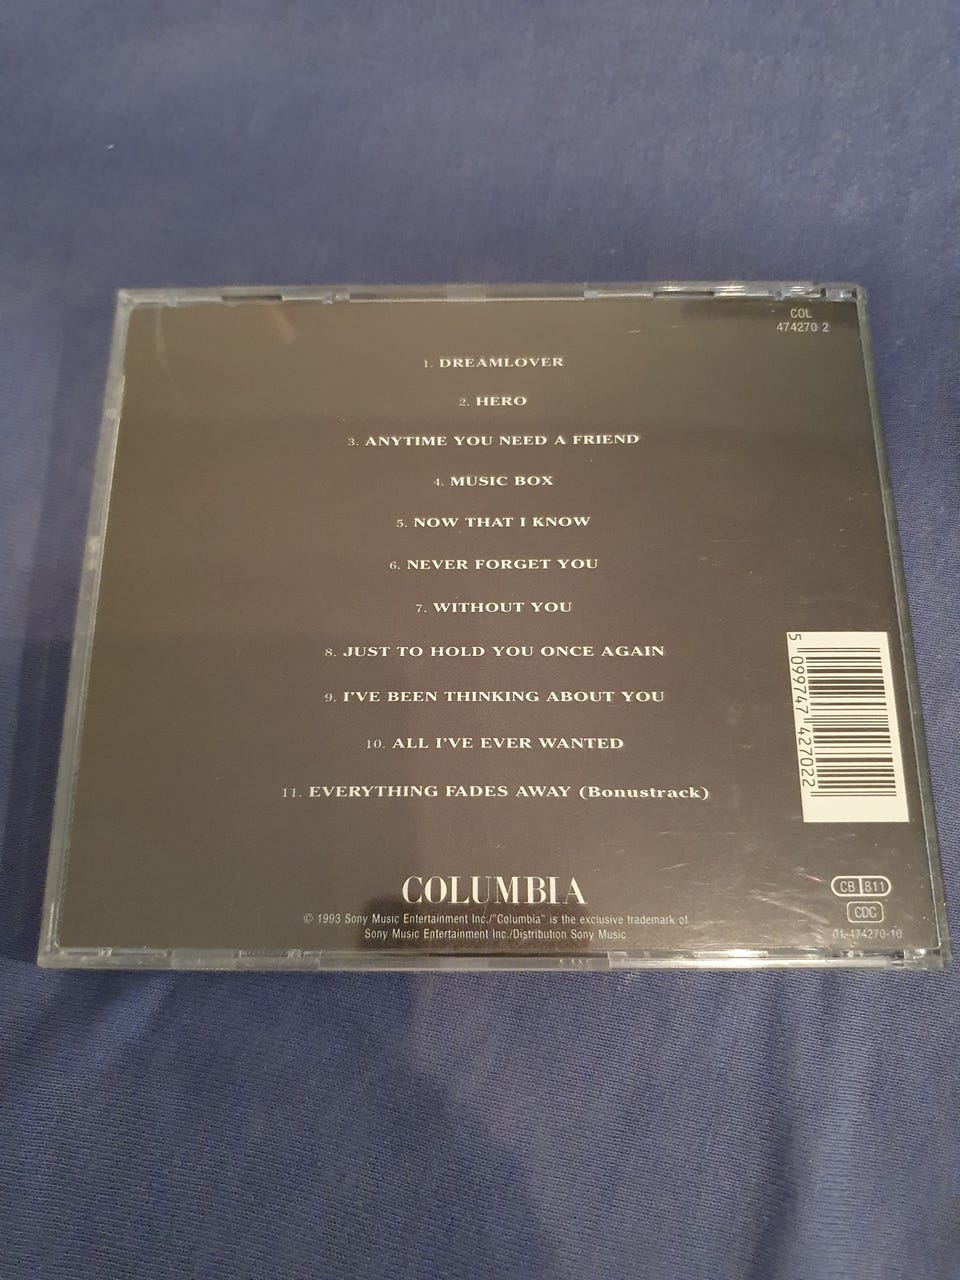 COL
474270 2
1. DREAMLOVER
2. HERO
3. ANYTIME YOU NEED A FRIEND
4. MUSIC BOX
5. NOW THAT I KNOW
6. NEVER FORGET YOU
7. WITHOUT YOU
8. JUST TO HOLD YOU ONCE AGAIN
9. I'VE BEEN THINKING ABOUT YOU
10. ALL I'VE EVER WANTED
11. EVERYTHING FADES AWAY (Bonustrack)
5 099747 427022
COLUMBIA
© 1993 Sony Music Entertainment Inc./"Columbia" is the exclusive trademark of
Sony Music Entertainment Inc./Distribution Sony Music
CB 811
CDC
01-474270-10